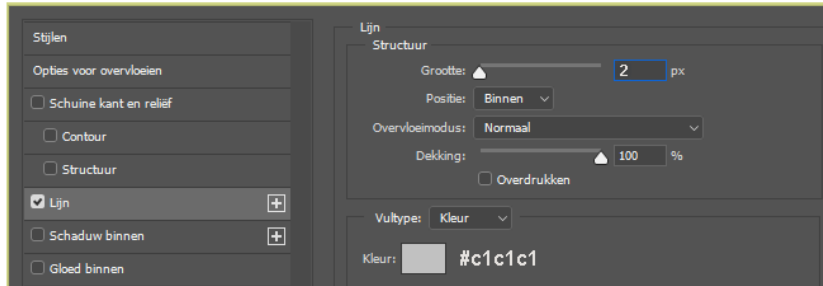 Stijlen
Opties voor overvloeien
Schuine kant en reliëf
Contour
Structuur
Lijn
Schaduw binnen
Gloed binnen
Lijn
Structuur
Grootte: 2 px
Positie: Binnen
Overvloeimodus: Normaal
Dekking: 100 %
Overdrukken
Vultype: Kleur
Kleur: #c1c1c1